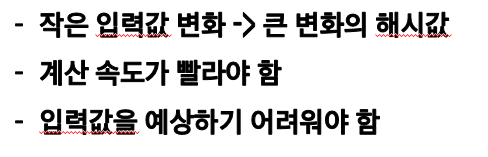 - 작은 입력값 변화 -> 큰 변화의 해시값
- 계산 속도가 빨라야 함
- 입력값을 예상하기 어려워야 함